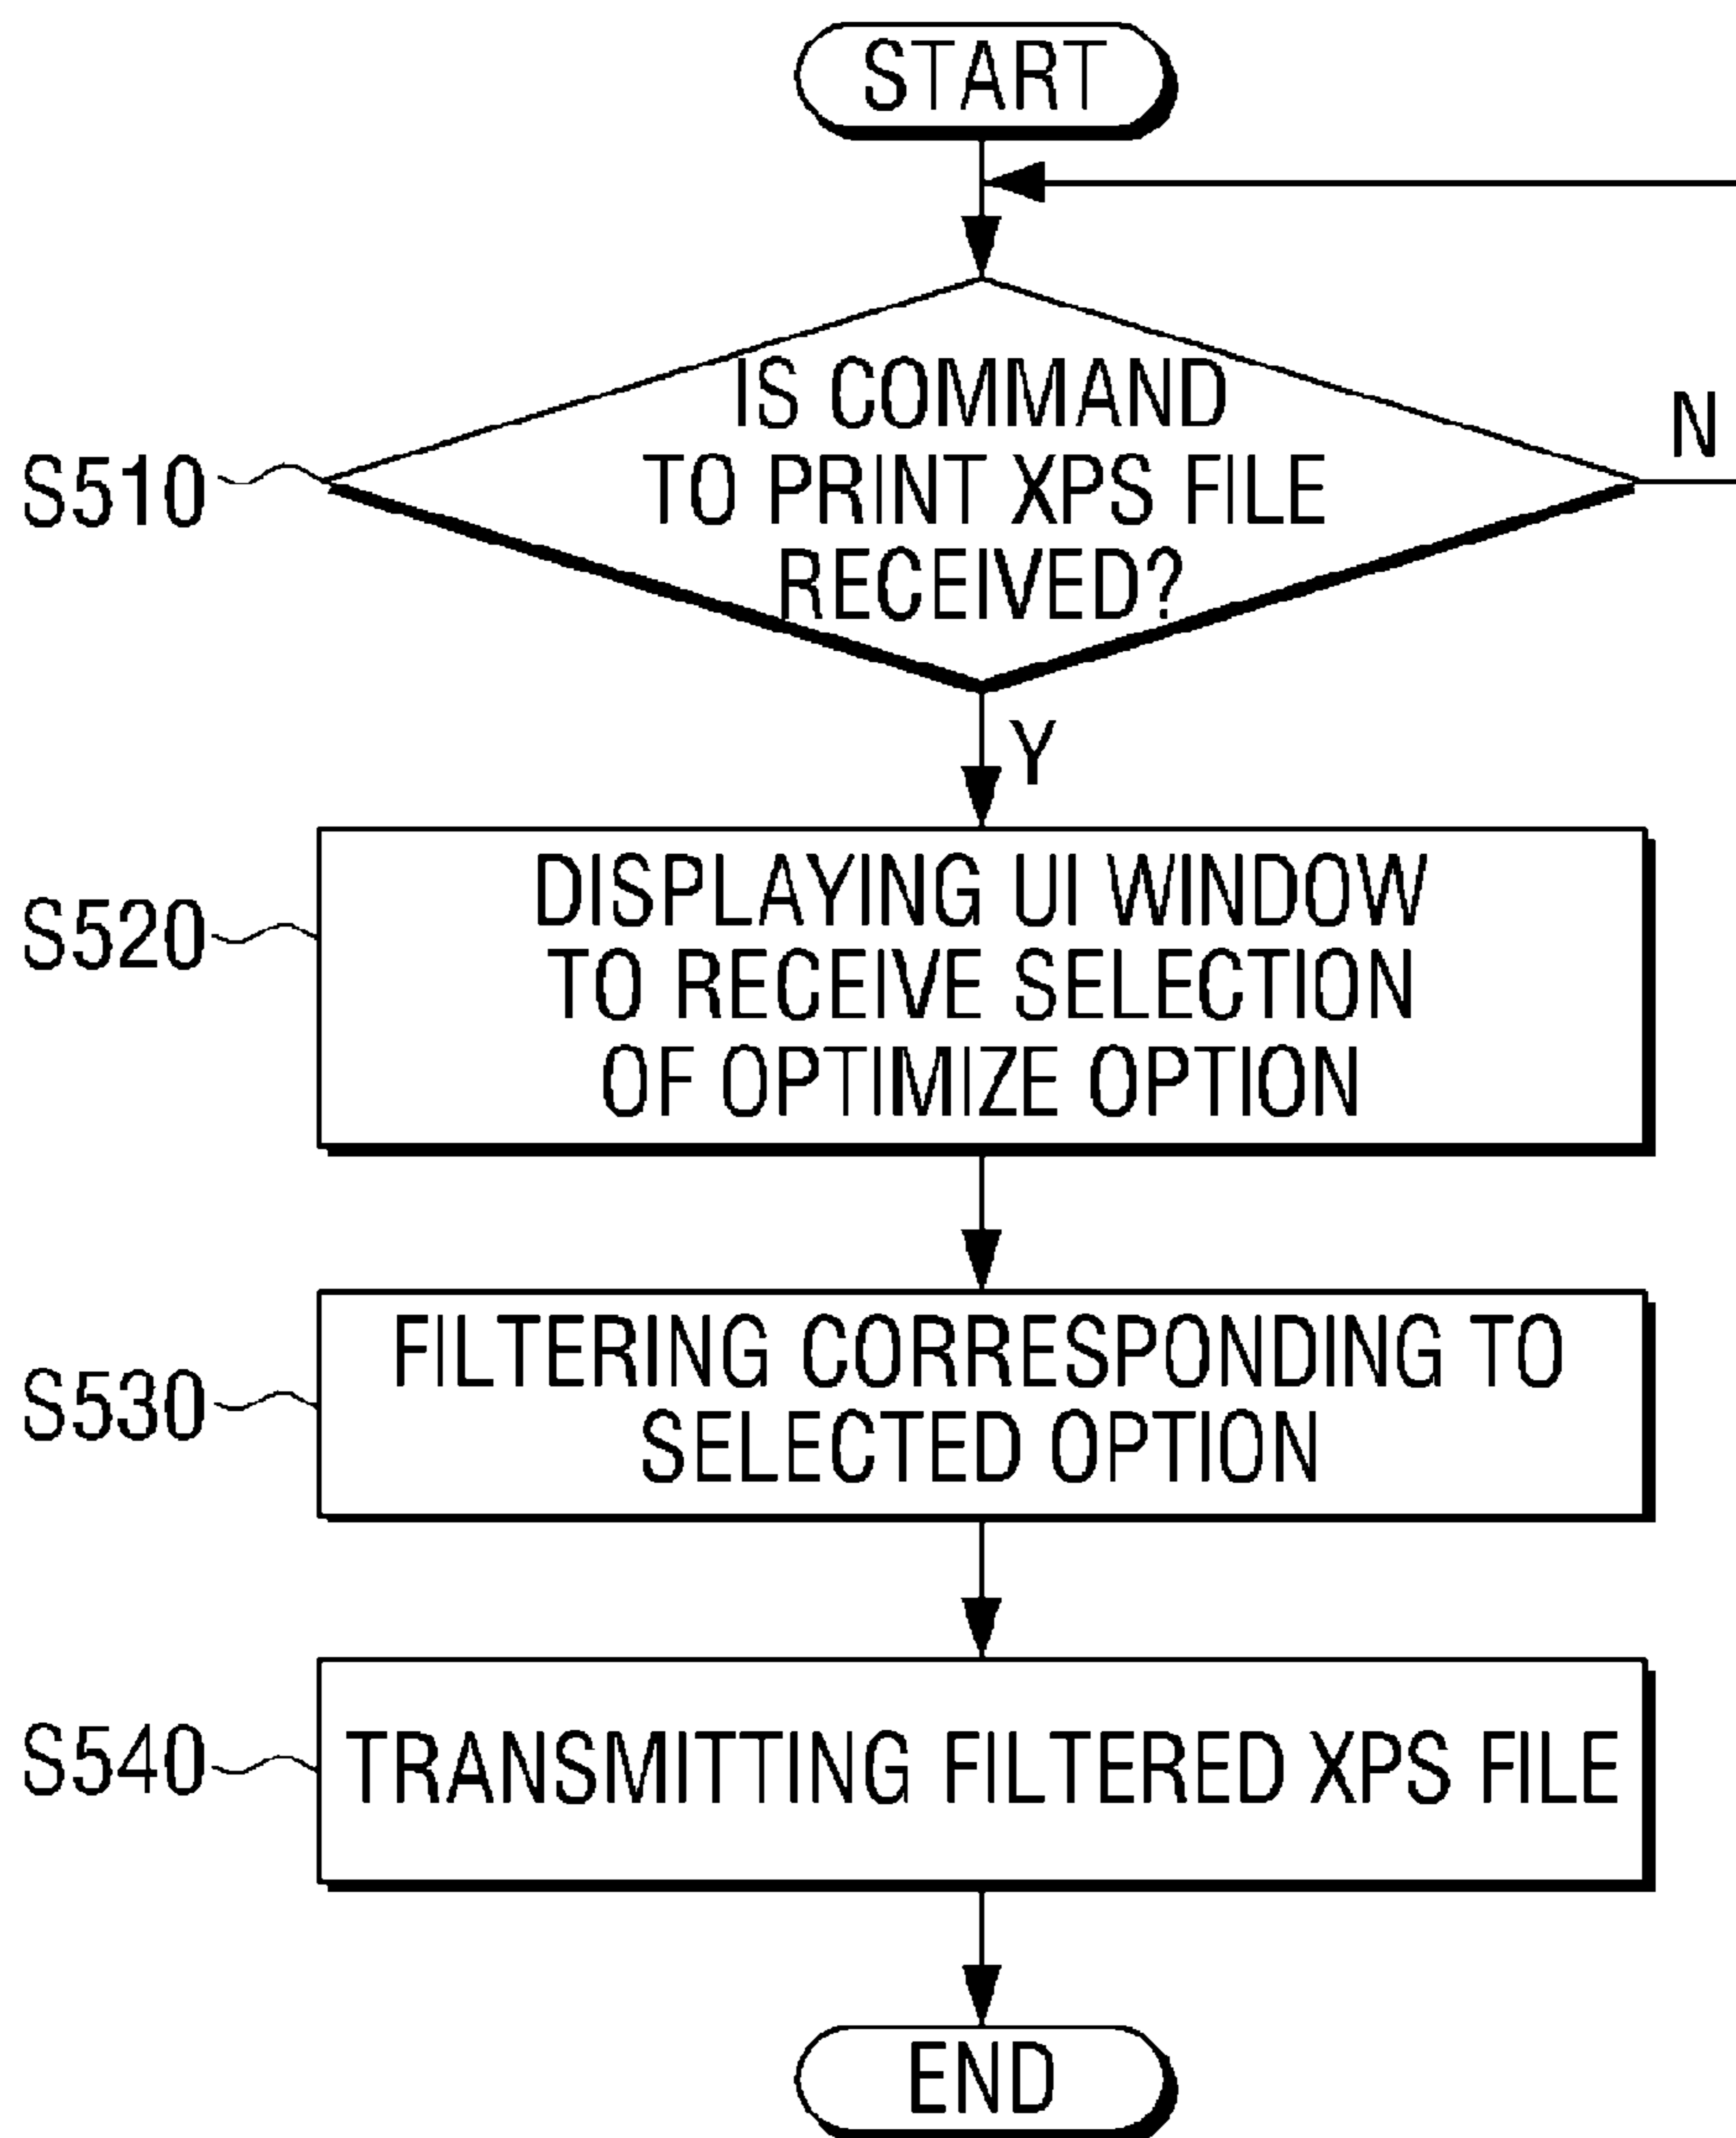 START
IS COMMAND
TO PRINT XPS FILE
RECEIVED?
N
S510
Y
DISPLAYING UI WINDOW
TO RECEIVE SELECTION
OF OPTIMIZE OPTION
S520
FILTERING CORRESPONDING TO
SELECTED OPTION
S530
TRANSMITTING FILTERED XPS FILE
S540
END